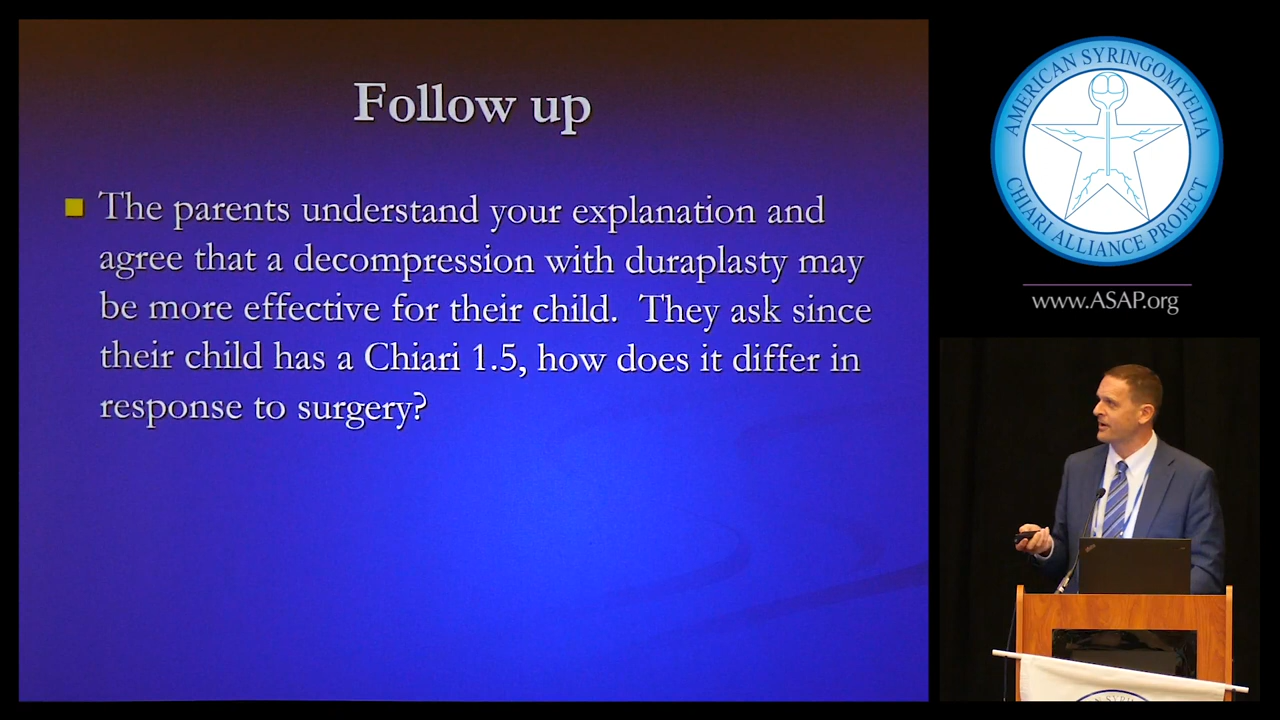 Follow up
The parents understand your explanation and
agree that a decompression with duraplasty may
be more effective for their child.  They ask since
their child has a Chiari 1.5, how does it differ in
response to surgery?
AMERICAN SYRINGOMYELIA
CHIARI ALLIANCE PROJECT
www.ASAP.org